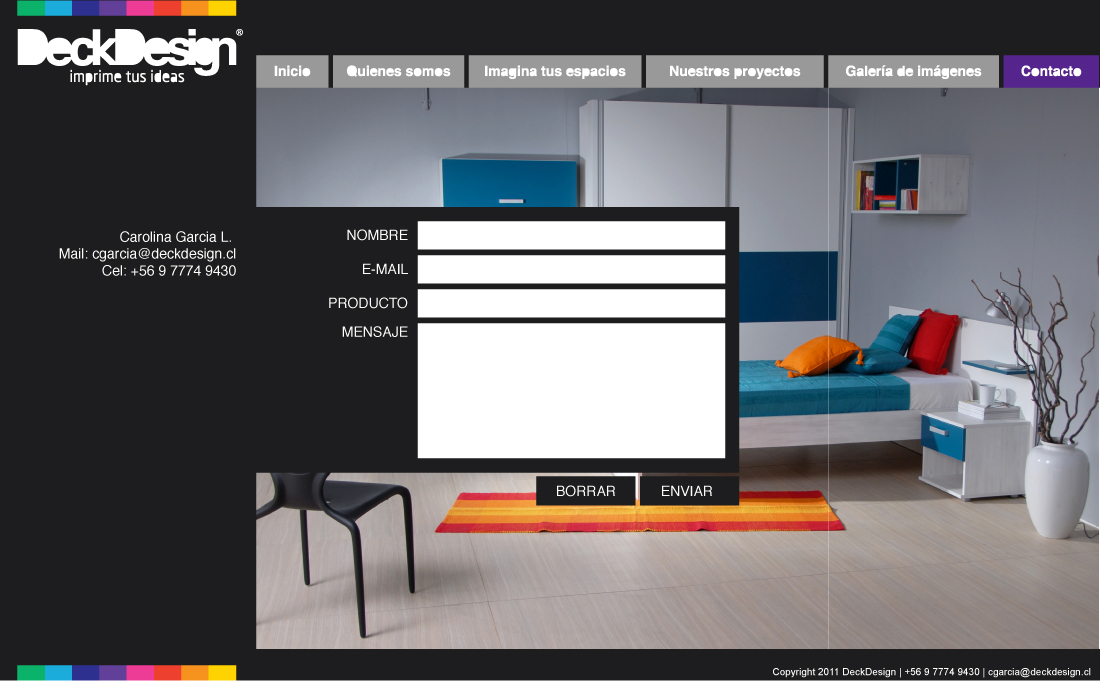 DeckDesign®
imprime tus ideas
Inicio
Quienes somos
Imagina tus espacios
Nuestros proyectos
Galería de imágenes
Contacto
Carolina Garcia L.
Mail: cgarcia@deckdesign.cl
Cel: +56 9 7774 9430
NOMBRE
E-MAIL
PRODUCTO
MENSAJE
BORRAR
ENVIAR
Copyright 2011 DeckDesign | +56 9 7774 9430 | cgarcia@deckdesign.cl